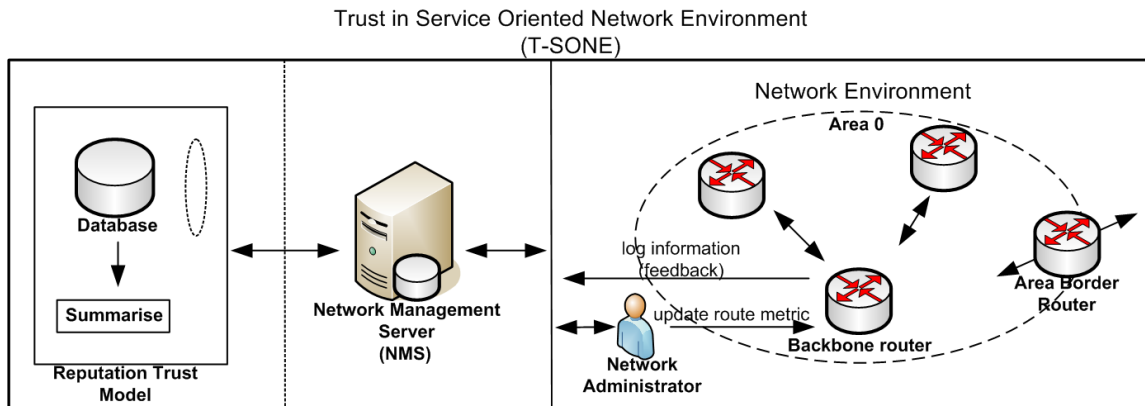 Trust in Service Oriented Network Environment
(T-SONE)
Database
Summarise
Reputation Trust
Model
Network Management
Server
(NMS)
Network Environment
Area 0
log information
(feedback)
update route metric
Network
Administrator
Backbone router
Area Border
Router